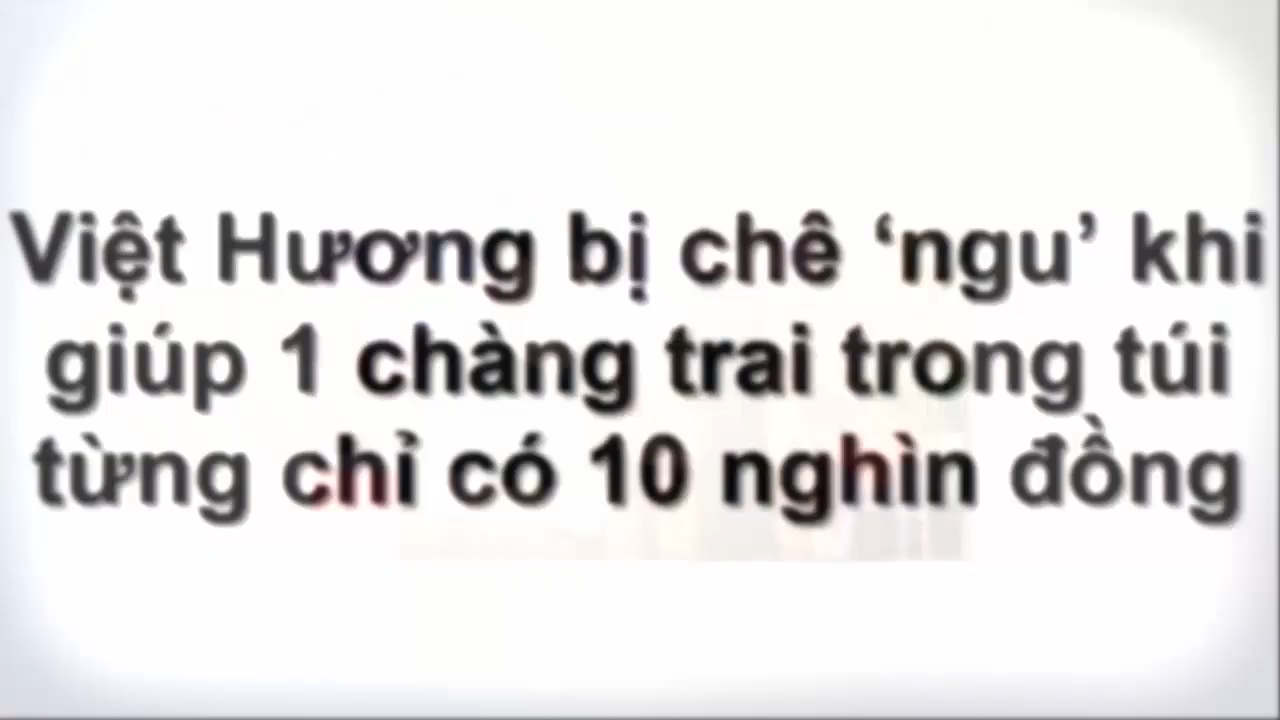 Việt Hương bị chê ‘ngu’ khi
giúp 1 chàng trai trong túi
từng chỉ có 10 nghìn đồng